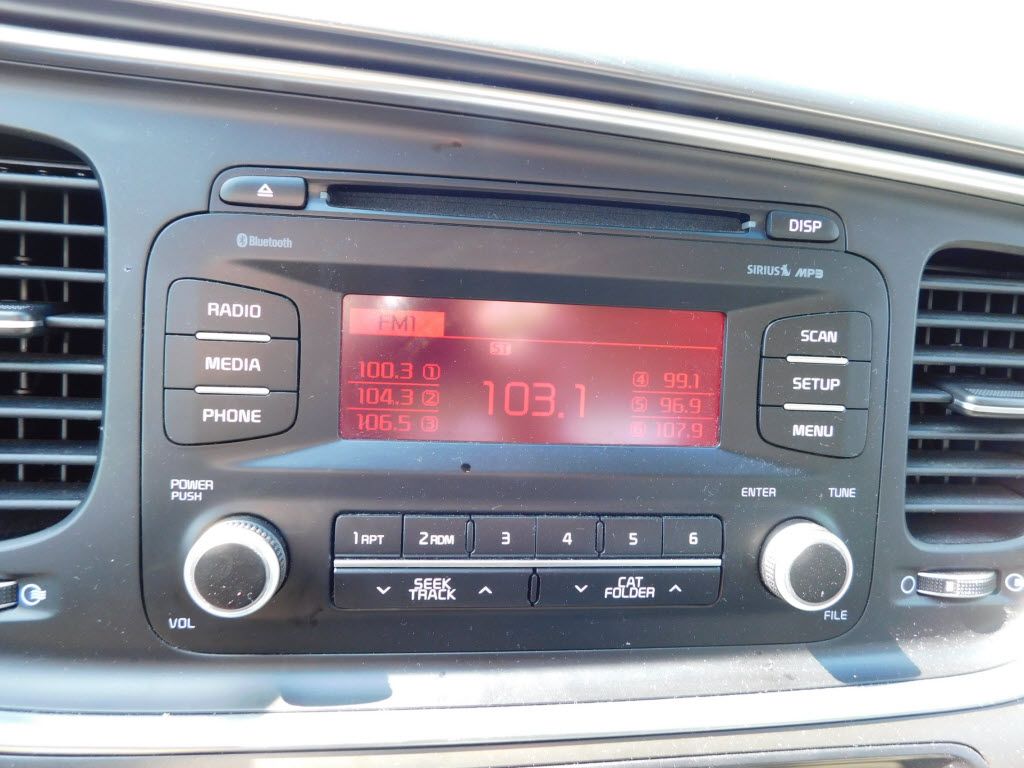 DISP
Bluetooth
SIRIUS MP3
RADIO
MEDIA
PHONE
FM1
ST
100.3 1
104.3 2
106.5 3
103.1
4 99.1
5 96.9
6 107.9
SCAN
SETUP
MENU
POWER
PUSH
VOL
1 RPT
2 RDM
3
4
5
6
SEEK
TRACK
CAT
FOLDER
ENTER
TUNE
FILE